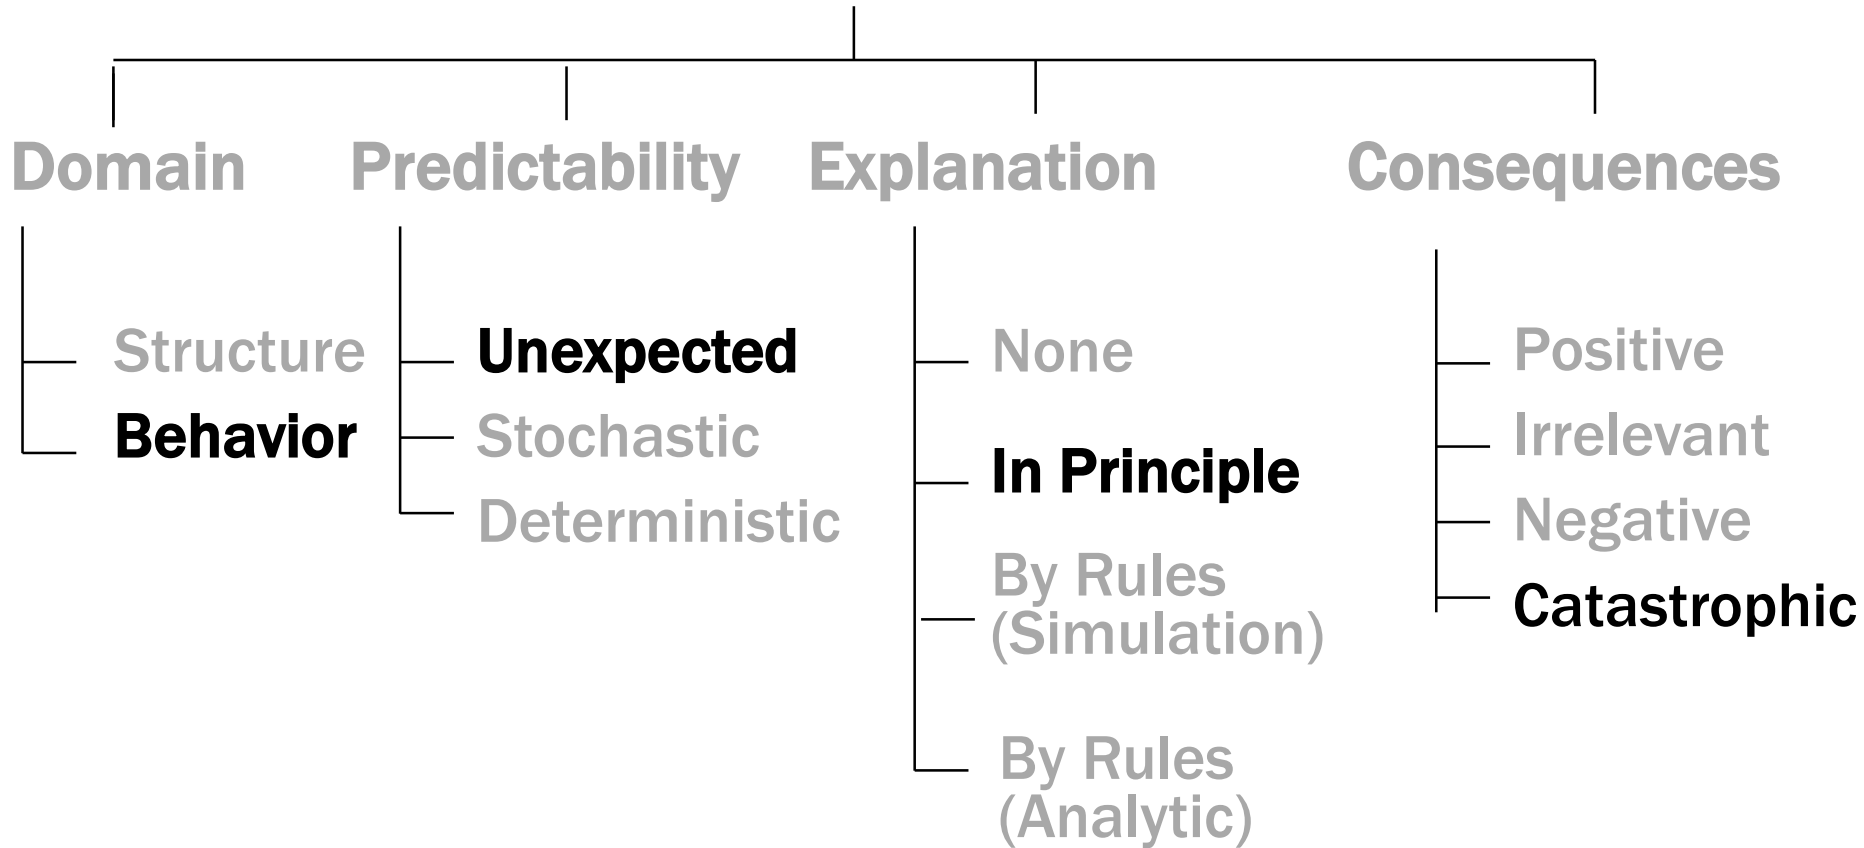 Domain
Predictability
Explanation
Consequences
Structure
Behavior
Unexpected
Stochastic
Deterministic
None
In Principle
By Rules
(Simulation)
By Rules
(Analytic)
Positive
Irrelevant
Negative
Catastrophic